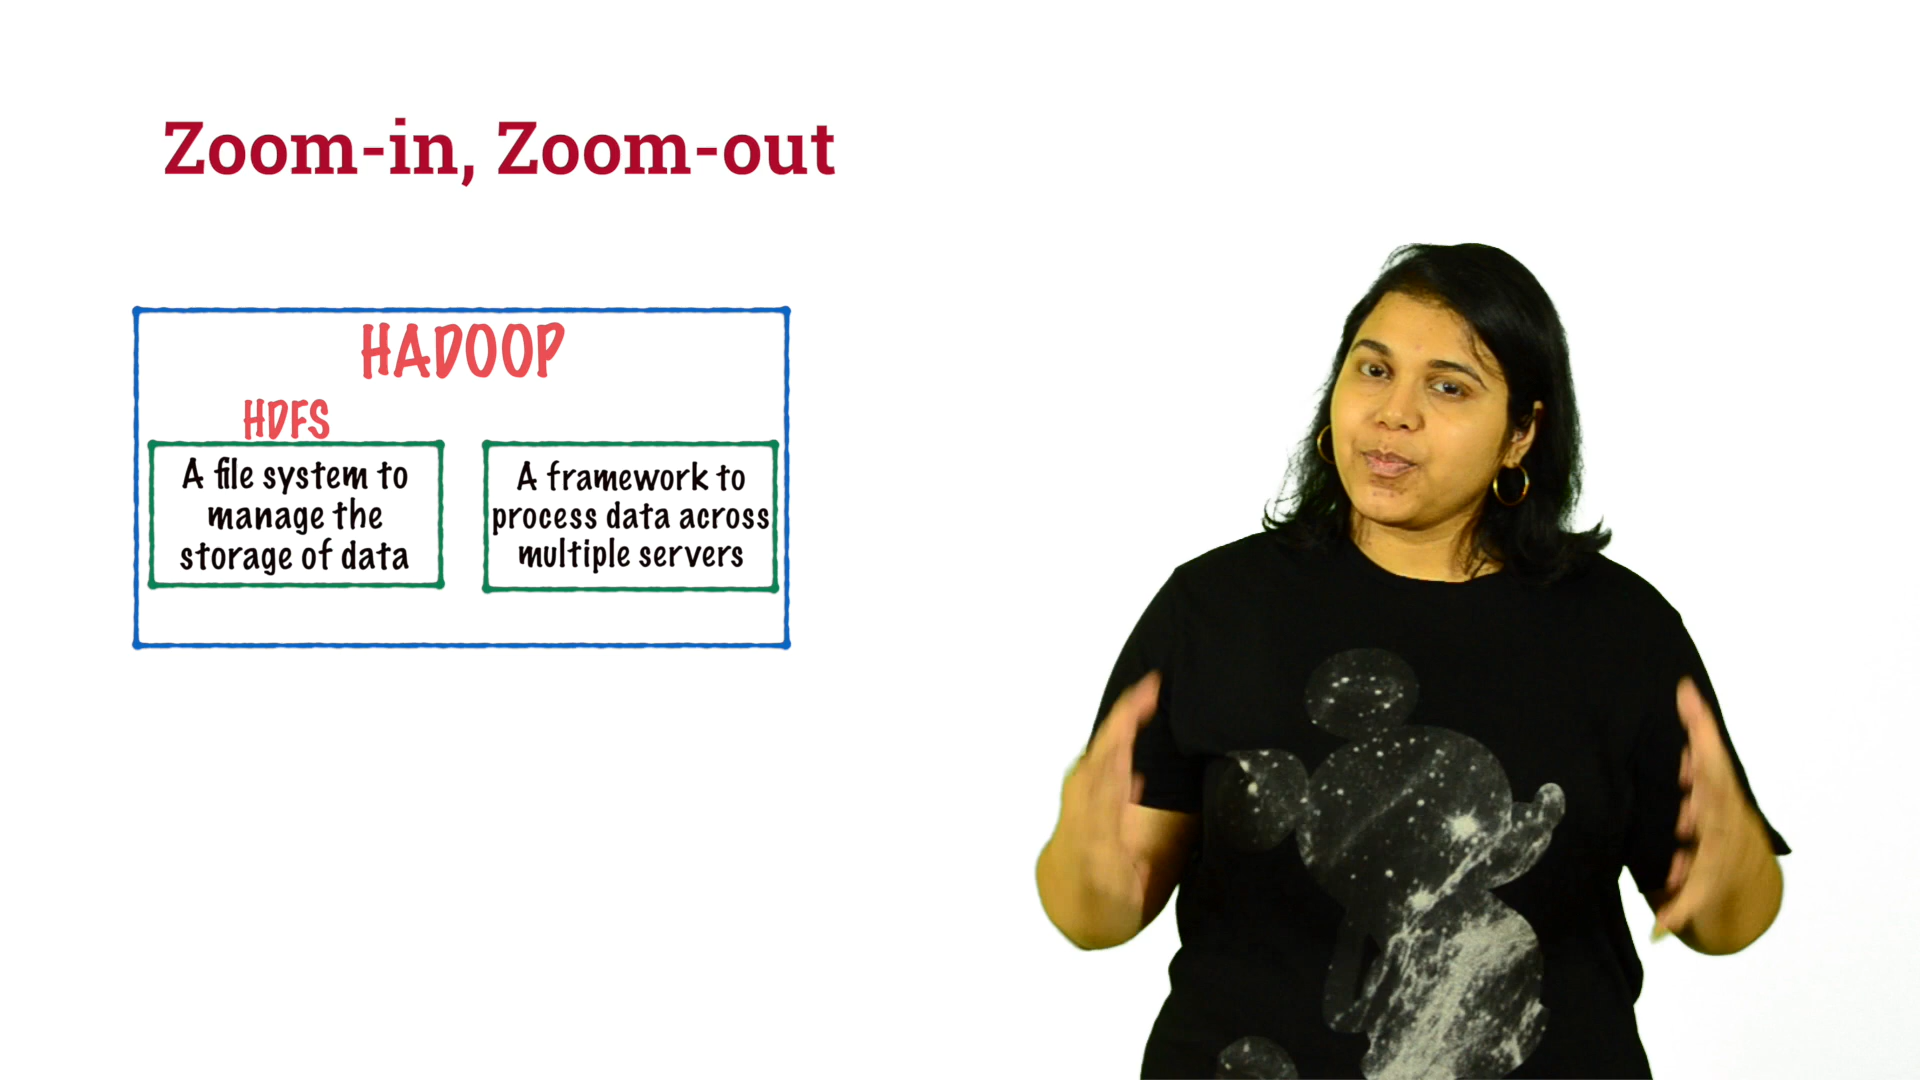 Zoom-in, Zoom-out
HADOOP
HDFS
A file system to
manage the
storage of data
A framework to
process data across
multiple servers